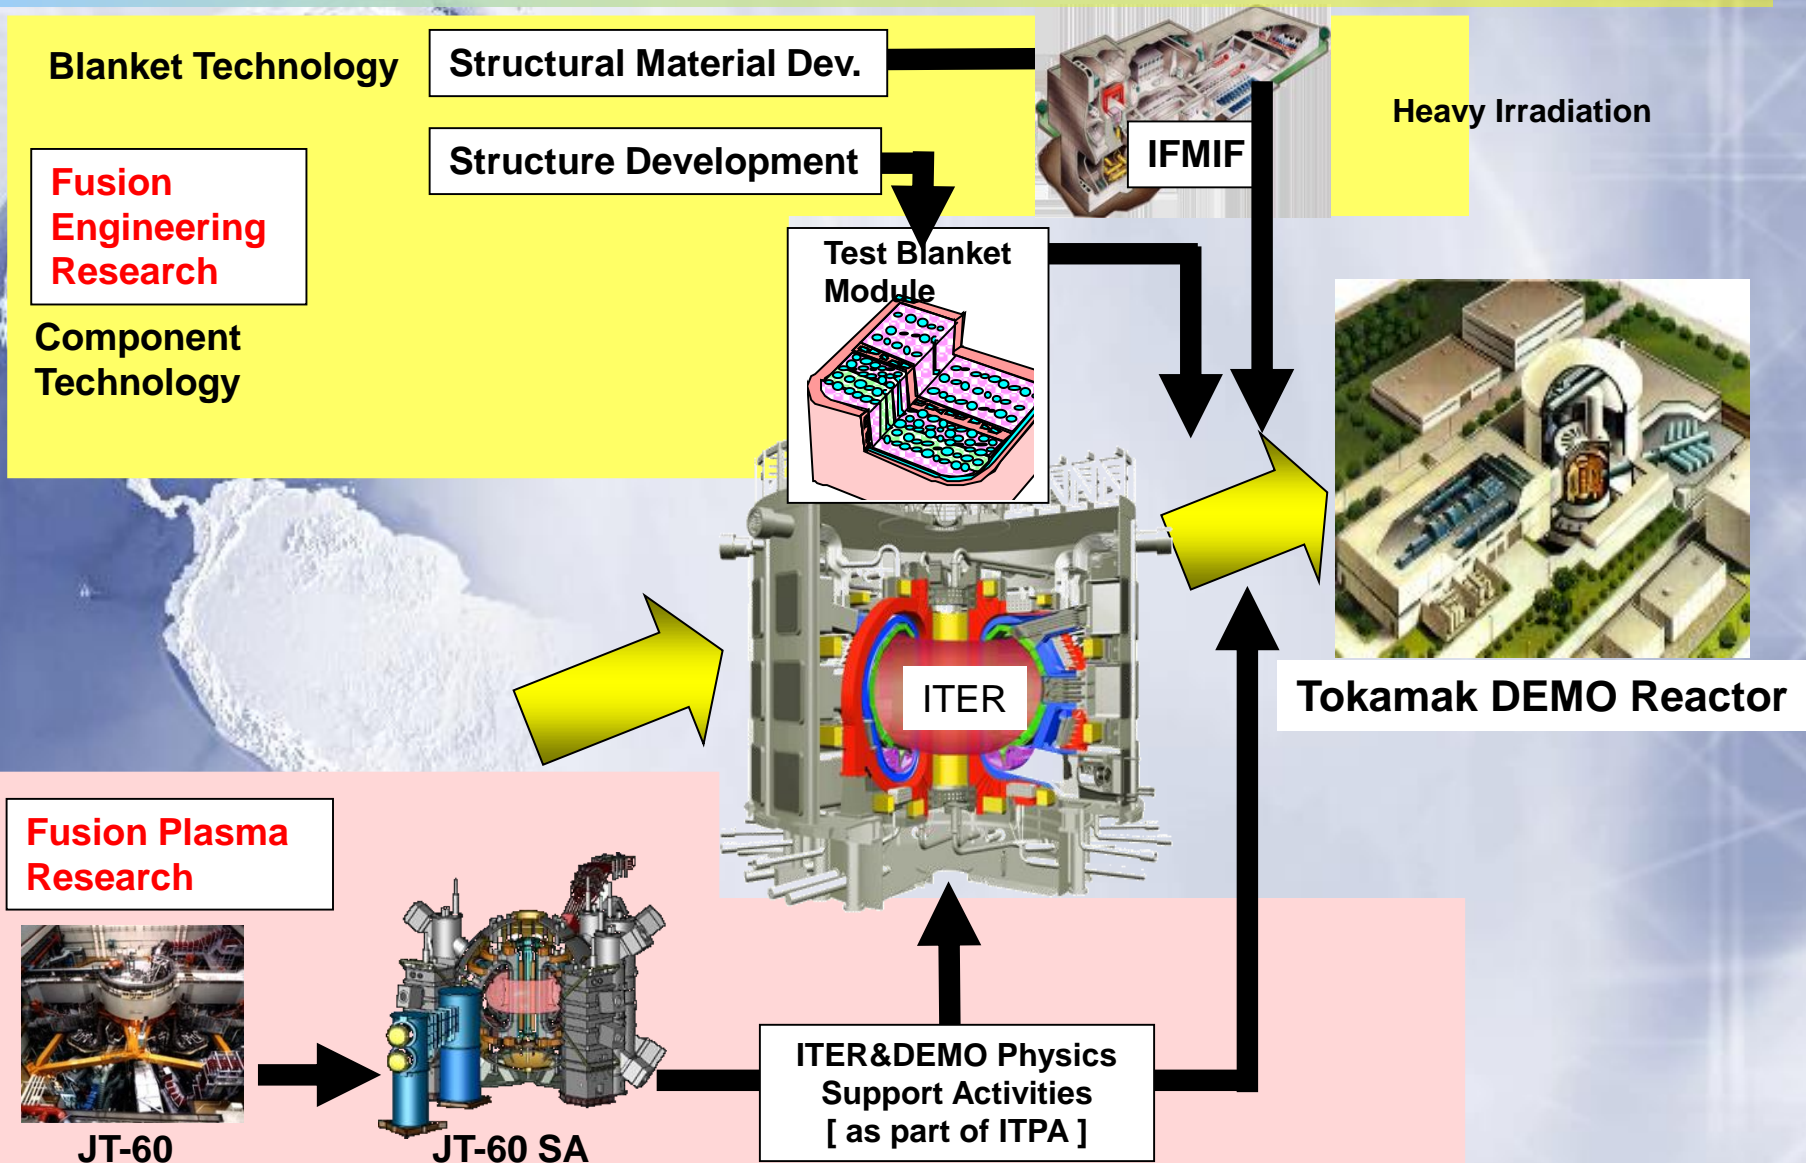 Blanket Technology
Structural Material Dev.
Heavy Irradiation
IFMIF
Structure Development
Fusion
Engineering
Research
Test Blanket
Module
Component
Technology
ITER
Tokamak DEMO Reactor
Fusion Plasma
Research
ITER&DEMO Physics
Support Activities
[ as part of ITPA ]
JT-60
JT-60 SA